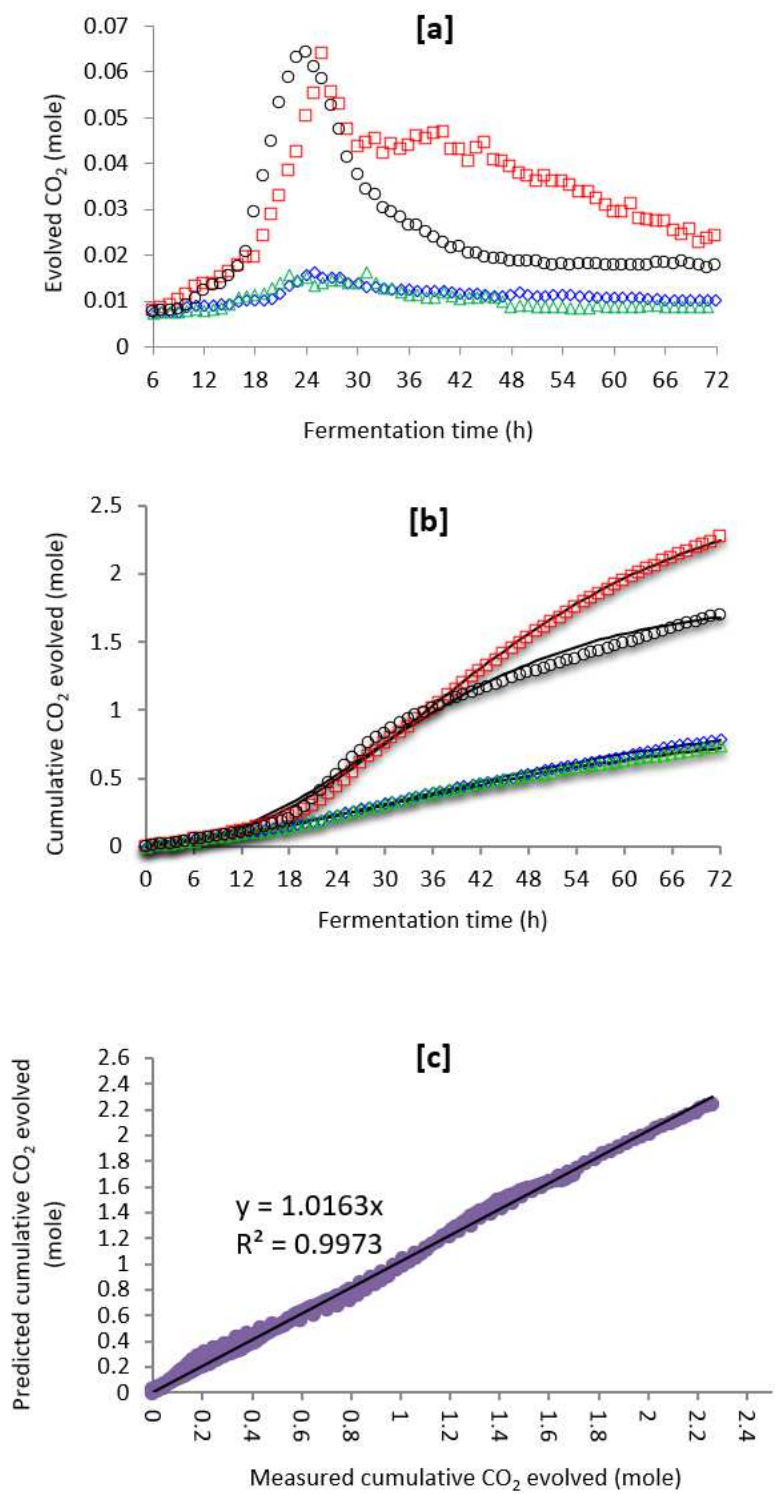 [a]
0.07
0.06
0.05
0.04
0.03
0.02
0.01
0
Evolved CO₂ (mole)
6 12 18 24 30 36 42 48 54 60 66 72
Fermentation time (h)
[b]
2.5
2
1.5
1
0.5
0
Cumulative CO₂ evolved (mole)
0 6 12 18 24 30 36 42 48 54 60 66 72
Fermentation time (h)
[c]
2.6
2.4
2.2
2
1.8
1.6
1.4
1.2
1
0.8
0.6
0.4
0.2
0
Predicted cumulative CO₂ evolved
(mole)
y = 1.0163x
R² = 0.9973
0 0.2 0.4 0.6 0.8 1 1.2 1.4 1.6 1.8 2 2.2 2.4
Measured cumulative CO₂ evolved (mole)